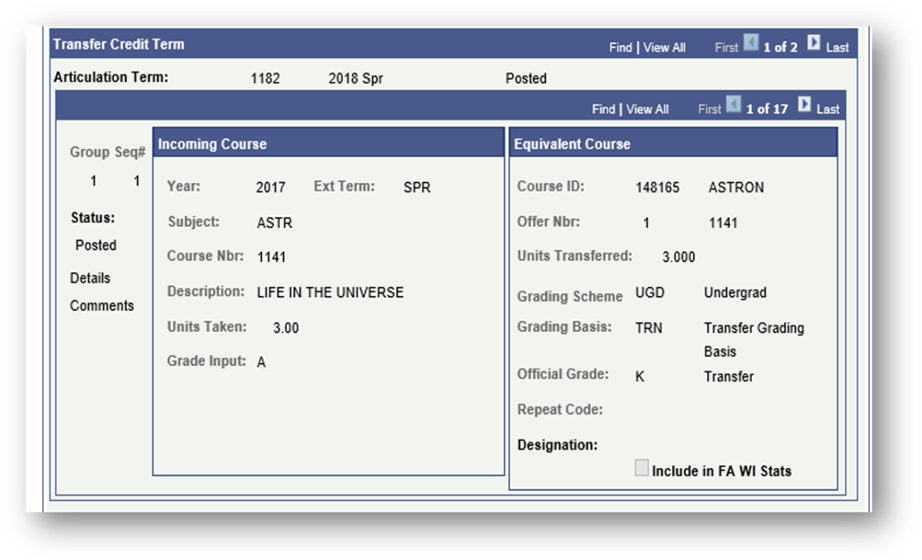 Transfer Credit Term
Find | View All First 1 of 2 Last
Articulation Term: 1182 2018 Spr Posted
Find | View All First 1 of 17 Last
Group Seq#
1 1
Status:
Posted
Details
Comments
Incoming Course
Year: 2017 Ext Term: SPR
Subject: ASTR
Course Nbr: 1141
Description: LIFE IN THE UNIVERSE
Units Taken: 3.00
Grade Input: A
Equivalent Course
Course ID: 148165 ASTRON
Offer Nbr: 1 1141
Units Transferred: 3.000
Grading Scheme UGD Undergrad
Grading Basis: TRN Transfer Grading
Basis
Official Grade: K Transfer
Repeat Code:
Designation:
Include in FA WI Stats